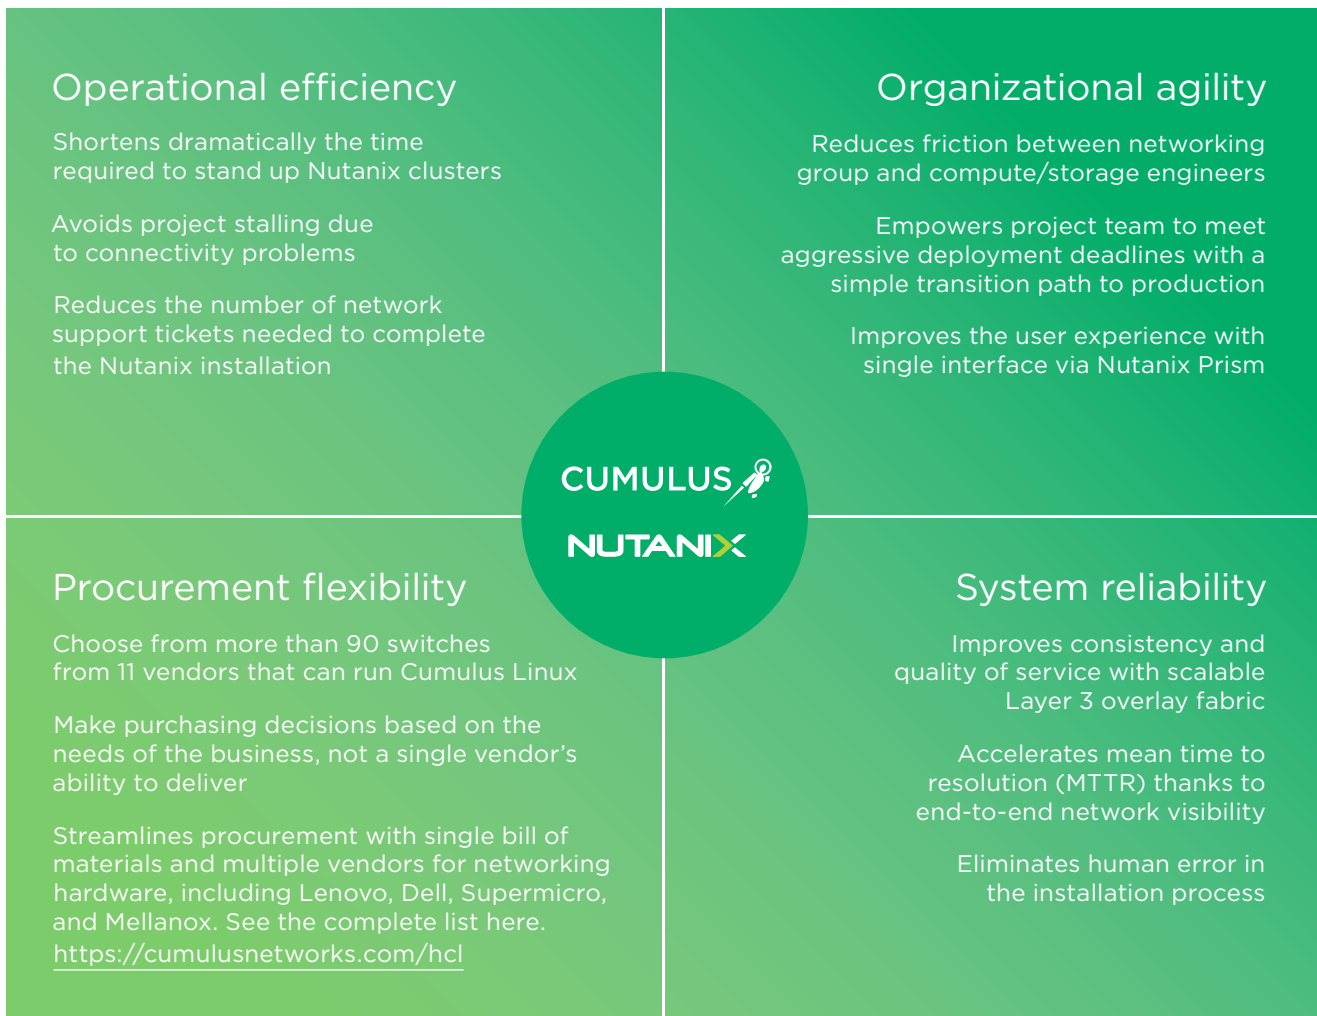 Operational efficiency
Shortens dramatically the time
required to stand up Nutanix clusters
Avoids project stalling due
to connectivity problems
Reduces the number of network
support tickets needed to complete
the Nutanix installation
Organizational agility
Reduces friction between networking
group and compute/storage engineers
Empowers project team to meet
aggressive deployment deadlines with a
simple transition path to production
Improves the user experience with
single interface via Nutanix Prism
CUMULUS
NUTANIX
Procurement flexibility
Choose from more than 90 switches
from 11 vendors that can run Cumulus Linux
Make purchasing decisions based on the
needs of the business, not a single vendor’s
ability to deliver
Streamlines procurement with single bill of
materials and multiple vendors for networking
hardware, including Lenovo, Dell, Supermicro,
and Mellanox. See the complete list here.
https://cumulusnetworks.com/hcl
System reliability
Improves consistency and
quality of service with scalable
Layer 3 overlay fabric
Accelerates mean time to
resolution (MTTR) thanks to
end-to-end network visibility
Eliminates human error in
the installation process